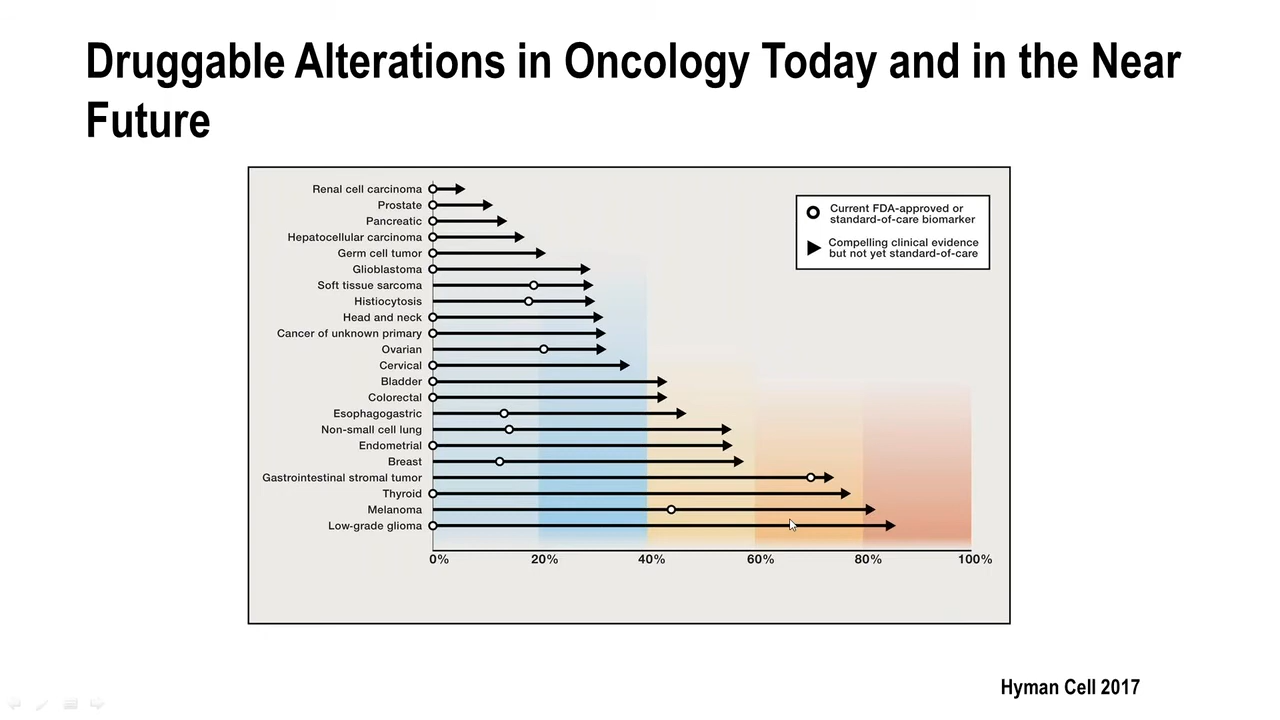 Druggable Alterations in Oncology Today and in the Near
Future
Renal cell carcinoma
Prostate
Pancreatic
Hepatocellular carcinoma
Germ cell tumor
Glioblastoma
Soft tissue sarcoma
Histiocytosis
Head and neck
Cancer of unknown primary
Ovarian
Cervical
Bladder
Colorectal
Esophagogastric
Non-small cell lung
Endometrial
Breast
Gastrointestinal stromal tumor
Thyroid
Melanoma
Low-grade glioma
0% 20% 40% 60% 80% 100%
Current FDA-approved or
standard-of-care biomarker
Compelling clinical evidence
but not yet standard-of-care
Hyman Cell 2017